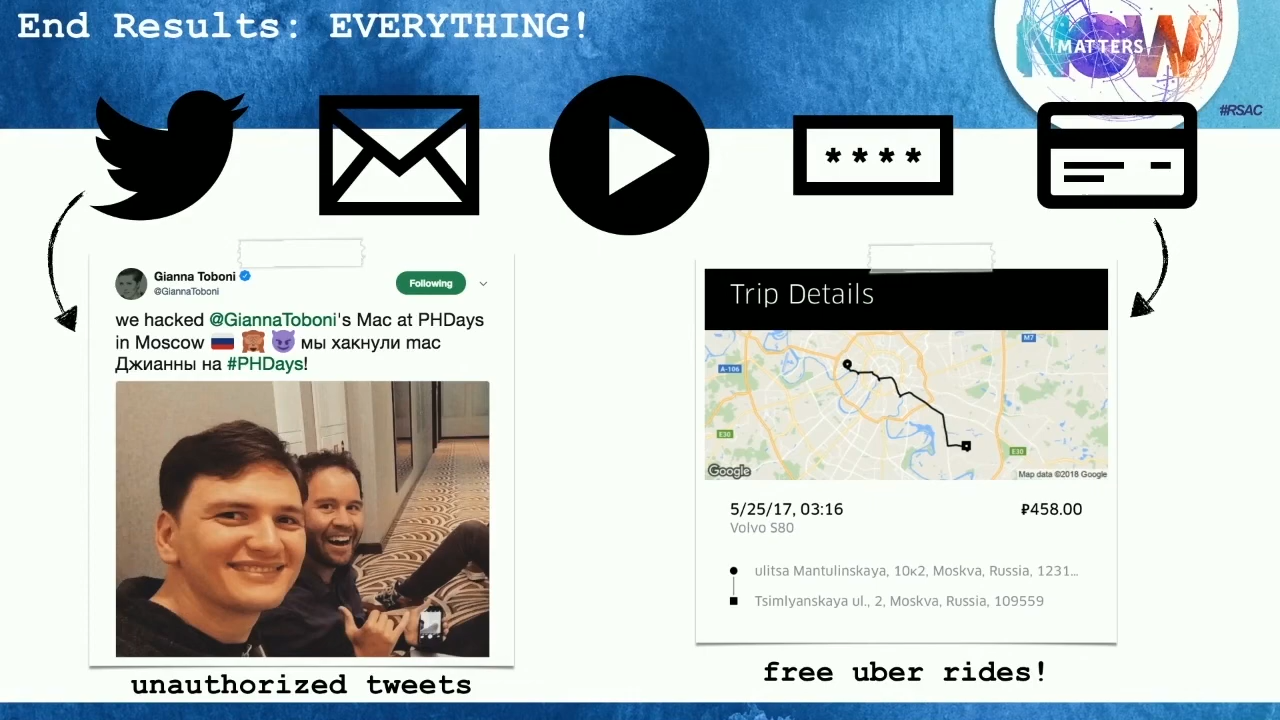 End Results: EVERYTHING!
NOW
MATTERS
#RSAC
****
Gianna Toboni
@GiannaToboni
Following
we hacked @GiannaToboni's Mac at PHDays
in Moscow 🇷🇺 🙈 😈 мы хакнули mac
Джианны на #PHDays!
unauthorized tweets
Trip Details
M7
A-106
E30
E30
Google
Map data ©2018 Google
5/25/17, 03:16
₽458.00
Volvo S80
ulitsa Mantulinskaya, 10к2, Moskva, Russia, 1231...
Tsimlyanskaya ul., 2, Moskva, Russia, 109559
free uber rides!